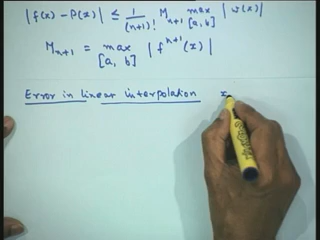 |f(x) - P(x)| ≤ 1/(n+1)! M_{n+1} max_{[a, b]} |w(x)|
M_{n+1} = max_{[a, b]} |f^{n+1}(x)|
Error in linear interpolation